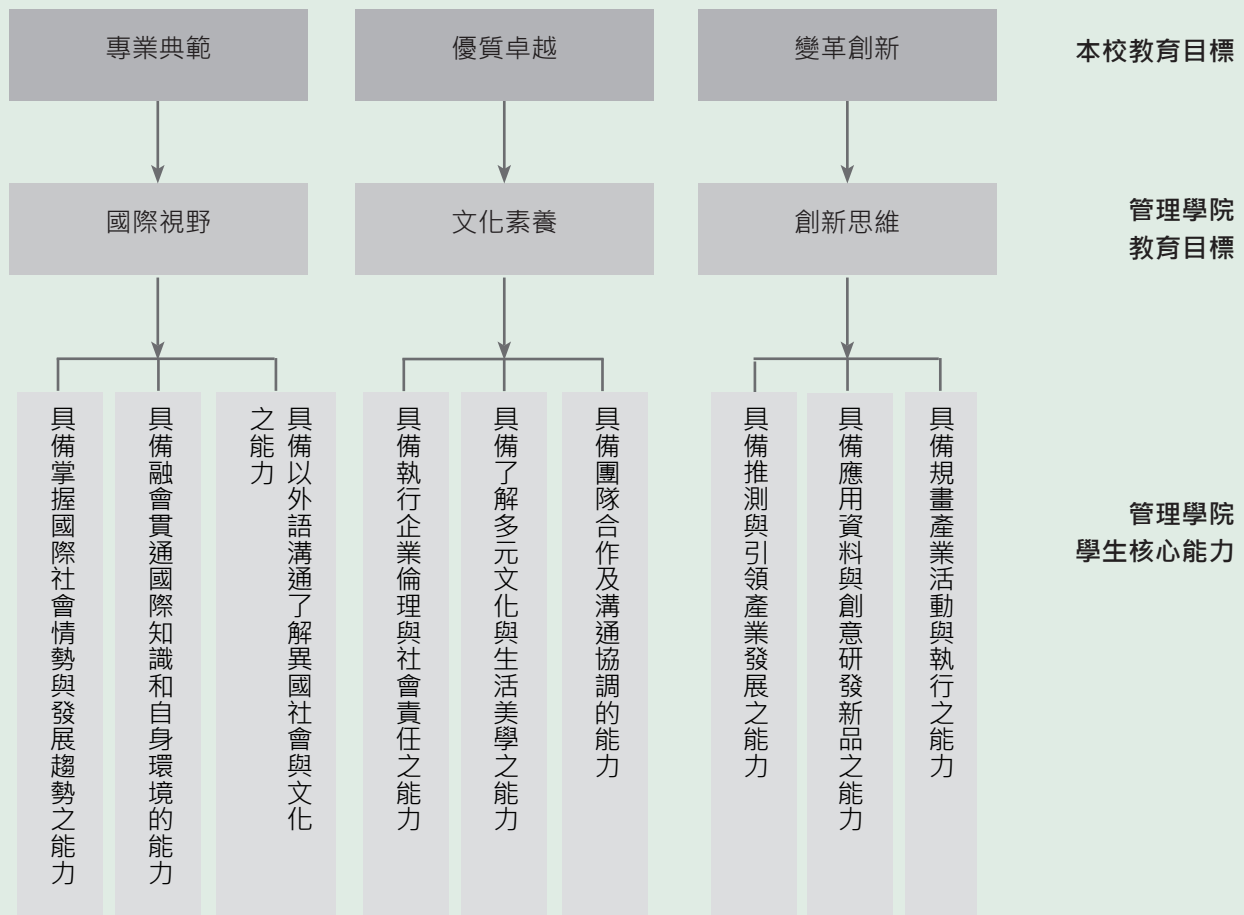 專業典範
優質卓越
變革創新
本校教育目標
國際視野
文化素養
創新思維
管理學院
教育目標
具備掌握國際社會情勢與發展趨勢之能力
具備融會貫通國際知識和自身環境的能力
具備以外語溝通了解異國社會與文化
之能力
具備執行企業倫理與社會責任之能力
具備了解多元文化與生活美學之能力
具備團隊合作及溝通協調的能力
具備推測與引領產業發展之能力
具備應用資料與創意研發新品之能力
具備規畫產業活動與執行之能力
管理學院
學生核心能力